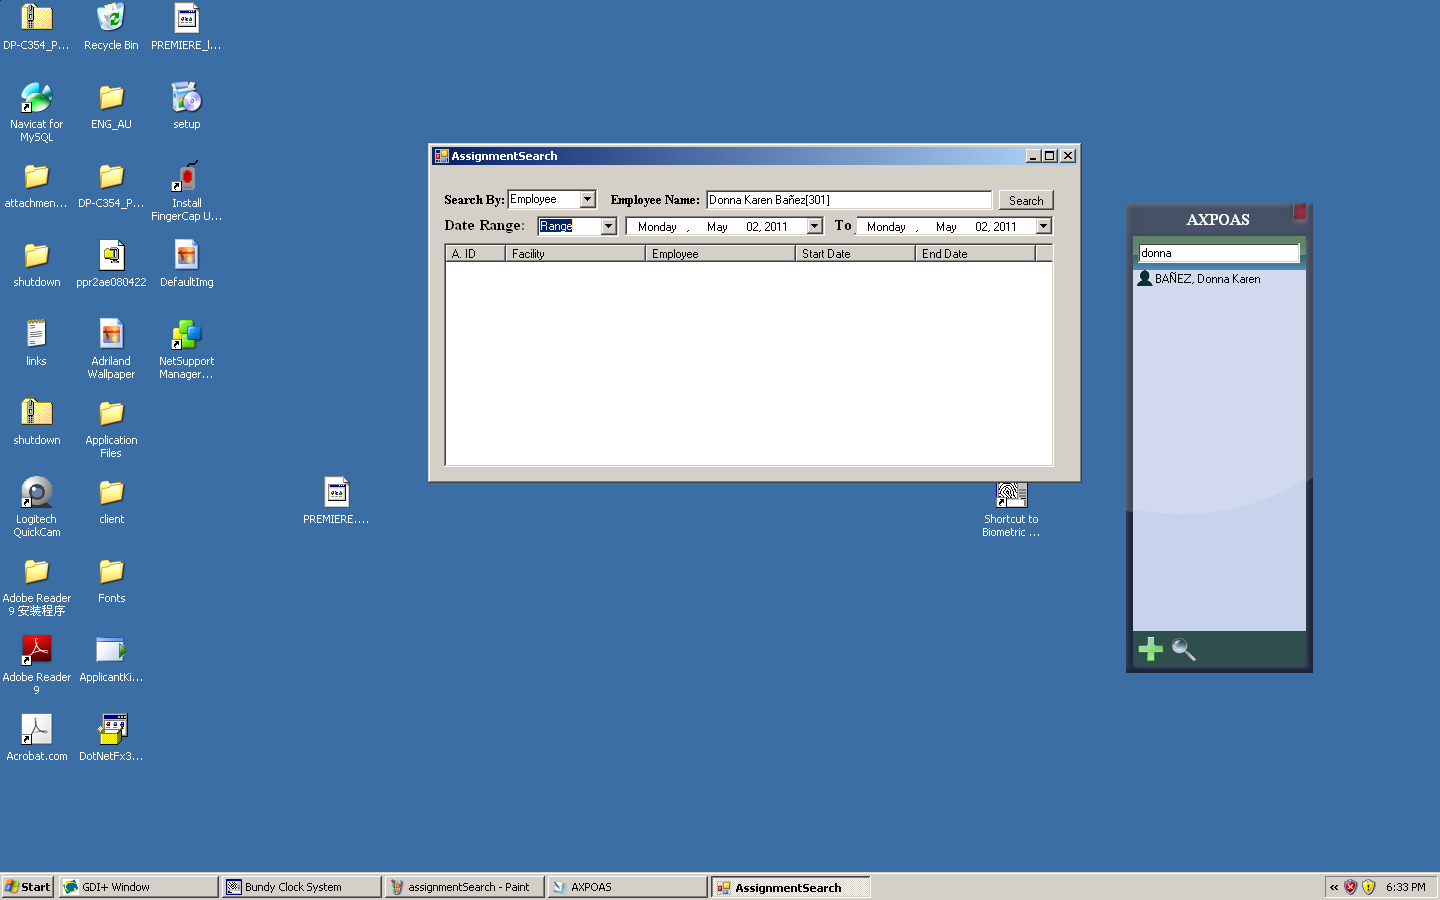 DP-C354_P...
Recycle Bin
PREMIERE_l...
Navicat for
MySQL
ENG_AU
setup
attachmen...
DP-C354_P...
Install
FingerCap U...
shutdown
ppr2ae080422
DefaultImg
links
Adriland
Wallpaper
NetSupport
Manager...
shutdown
Application
Files
Logitech
QuickCam
client
PREMIERE....
Adobe Reader
9 安装程序
Fonts
Adobe Reader
9
ApplicantKi...
Acrobat.com
DotNetFx3...
AssignmentSearch
Search By: Employee Employee Name: Donna Karen Bañez[301] Search
Date Range: Range Monday , May 02, 2011 To Monday , May 02, 2011
A. ID Facility Employee Start Date End Date
Shortcut to
Biometric ...
AXPOAS
donna
BAÑEZ, Donna Karen
Start GDI+ Window Bundy Clock System assignmentSearch - Paint AXPOAS AssignmentSearch « 6:33 PM